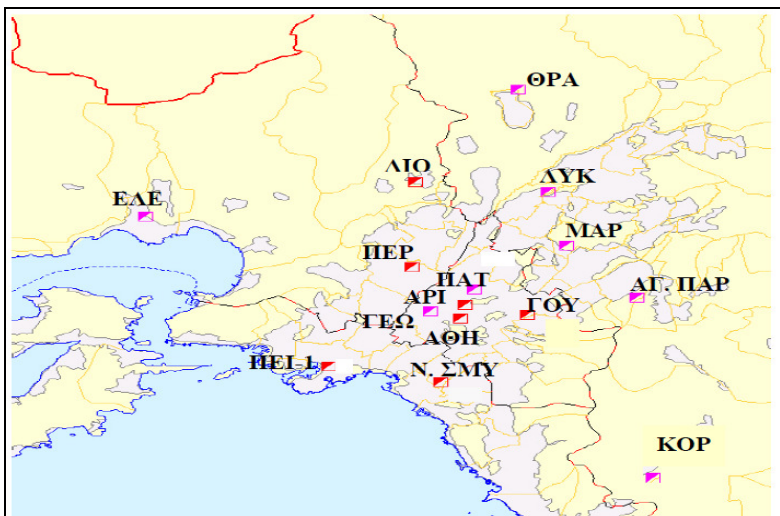 ΘΡΑ
ΛΙΟ
ΛΥΚ
ΕΛΕ
ΜΑΡ
ΠΕΡ
ΠΑΤ
ΑΓ. ΠΑΡ
ΑΡΙ
ΓΟΥ
ΓΕΩ
ΑΘΗ
ΠΕΙ-1
Ν. ΣΜΥ
ΚΟΡ